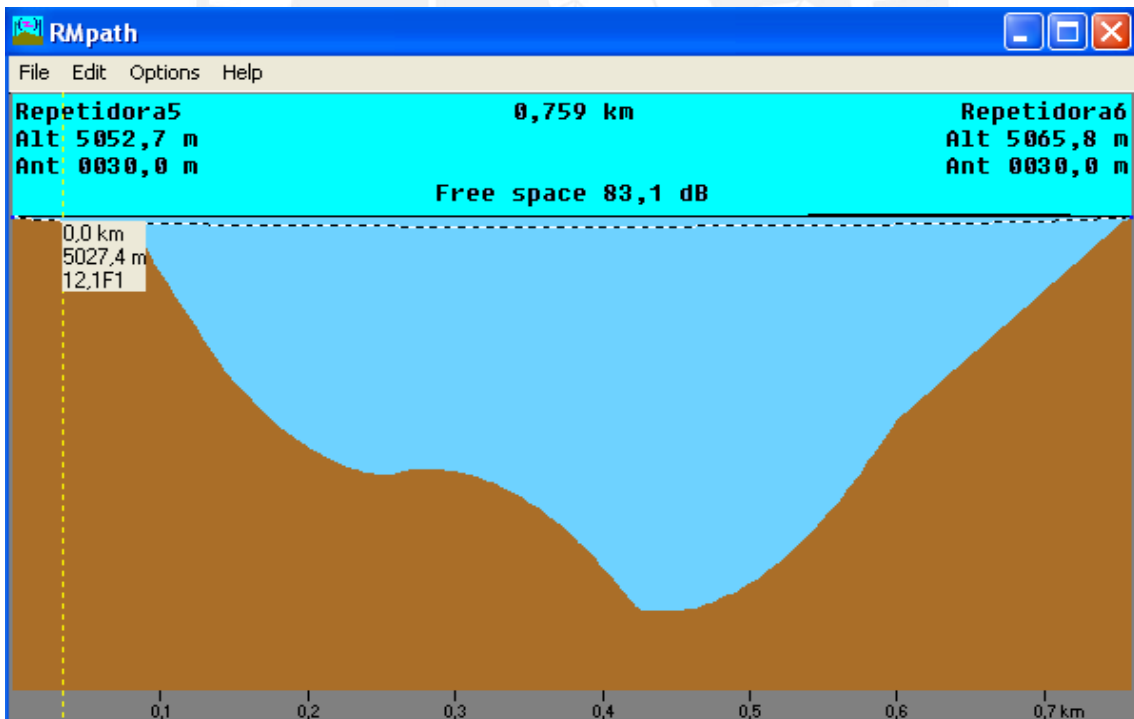 RMpath
File Edit Options Help
Repetidora5 0,759 km Repetidora6
Alt 5052,7 m Alt 5065,8 m
Ant 0030,0 m Ant 0030,0 m
Free space 83,1 dB
0,0 km
5027,4 m
12,1F1
0,1 0,2 0,3 0,4 0,5 0,6 0,7 km